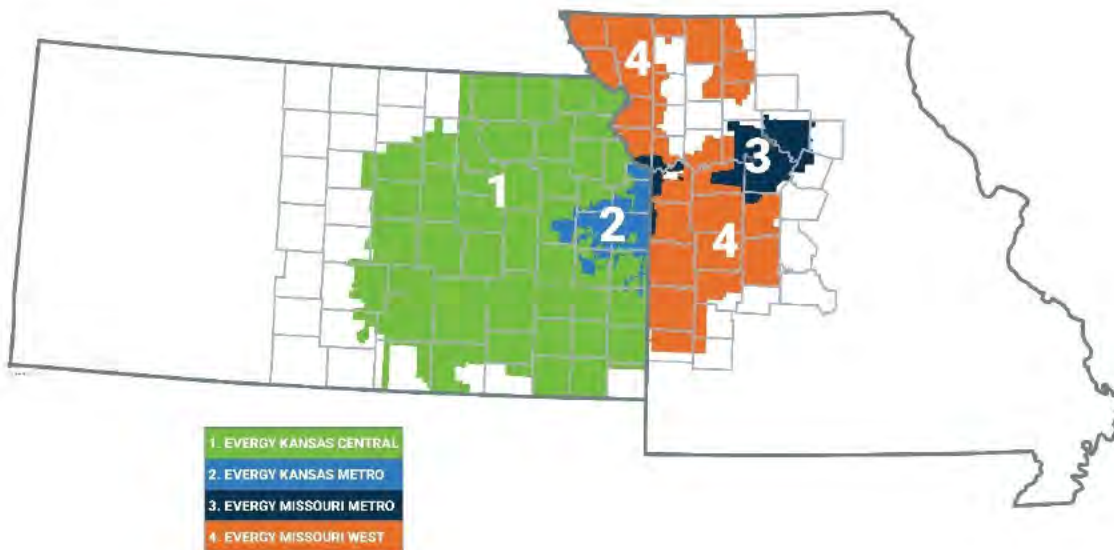 4
1
3
2
4
1. EVERGY KANSAS CENTRAL
2. EVERGY KANSAS METRO
3. EVERGY MISSOURI METRO
4. EVERGY MISSOURI WEST